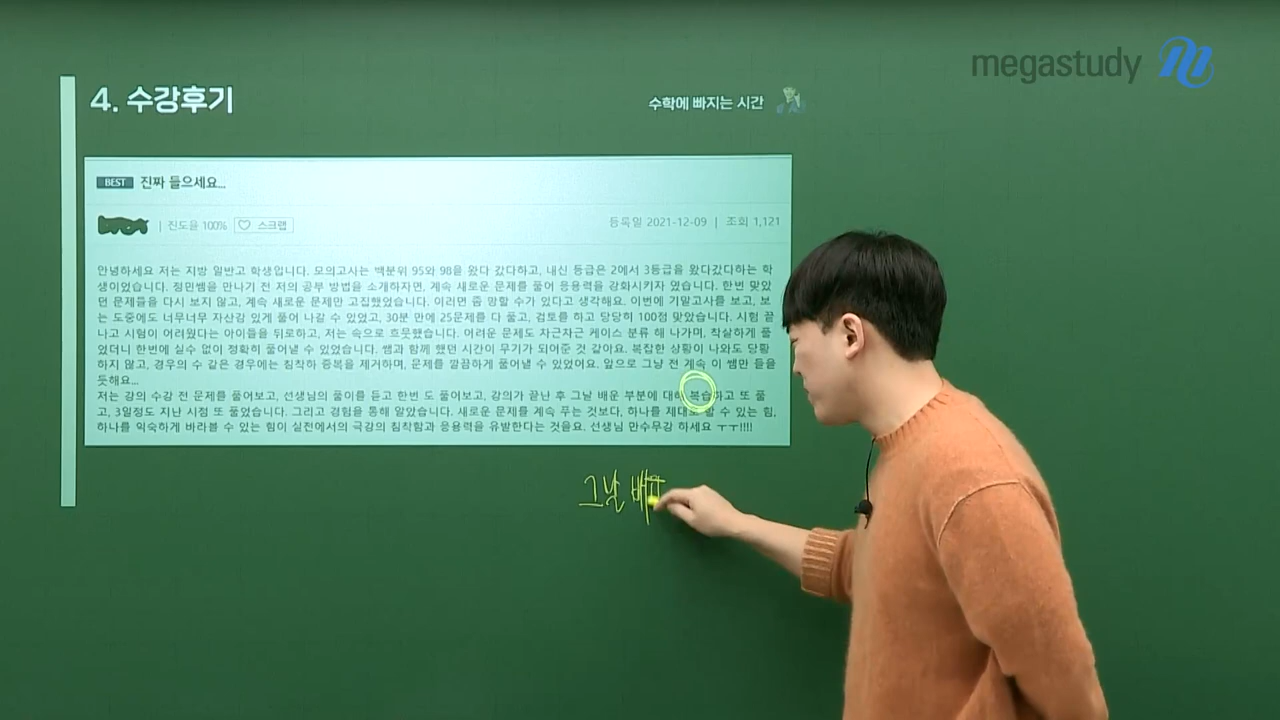 megastudy
4. 수강후기
수학에 빠지는 시간
BEST 진짜 들으세요...
| 진도율 100% ♡ 스크랩
등록일 2021-12-09 | 조회 1,121
안녕하세요 저는 지방 일반고 학생입니다. 모의고사는 백분위 95와 98을 왔다 갔다하고, 내신 등급은 2에서 3등급을 왔다갔다하는 학
생이었습니다. 정민쌤을 만나기 전 저의 공부 방법을 소개하자면, 계속 새로운 문제를 풀어 응용력을 강화시키자 였습니다. 한번 맞았
던 문제들을 다시 보지 않고, 계속 새로운 문제만 고집했었습니다. 이러면 좀 망할 수가 있다고 생각해요. 이번에 기말고사를 보고, 보
는 도중에도 너무너무 자신감 있게 풀어 나갈 수 있었고, 30분 만에 25문제를 다 풀고, 검토를 하고 당당히 100점 맞았습니다. 시험 끝
나고 시험이 어려웠다는 아이들을 뒤로하고, 저는 속으로 흐뭇했습니다. 어려운 문제도 차근차근 케이스 분류 해 나가며, 착실하게 풀
었더니 한번에 실수 없이 정확히 풀어낼 수 있었습니다. 쌤과 함께 했던 시간이 무기가 되어준 것 같아요. 복잡한 상황이 나와도 당황
하지 않고, 경우의 수 같은 경우에는 침착하 중복을 제거하며, 문제를 깔끔하게 풀어낼 수 있었어요. 앞으로 그냥 전 계속 이 쌤만 들을
듯해요...
저는 강의 수강 전 문제를 풀어보고, 선생님의 풀이를 듣고 한번 도 풀어보고, 강의가 끝난 후 그날 배운 부분에 대해 복습하고 또 풀
고, 3일정도 지난 시점 또 풀었습니다. 그리고 경험을 통해 알았습니다. 새로운 문제를 계속 푸는 것보다, 하나를 제대로 할 수 있는 힘,
하나를 익숙하게 바라볼 수 있는 힘이 실전에서의 극강의 침착함과 응용력을 유발한다는 것을요. 선생님 만수무강 하세요 ㅜㅜ!!!!
그날 배